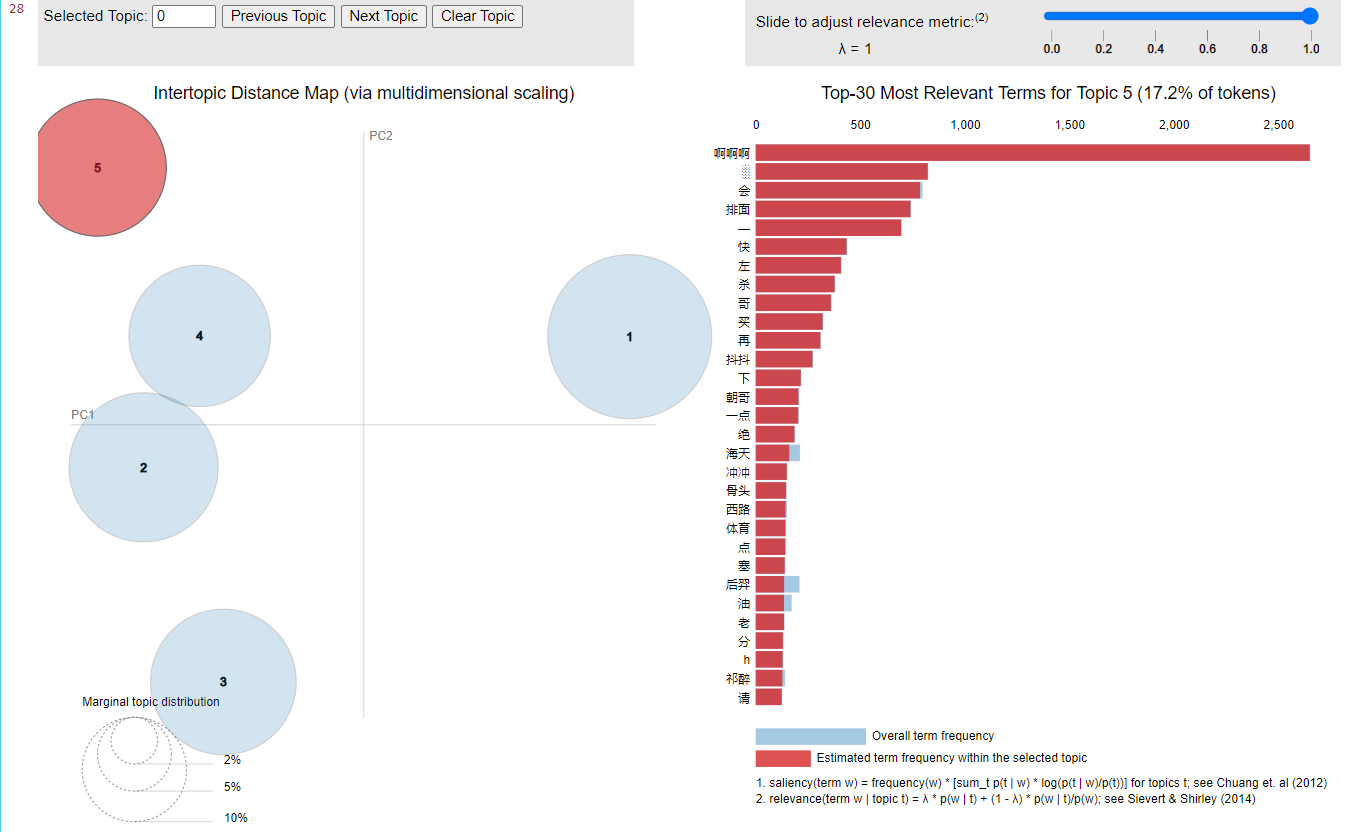 28
Selected Topic: 0 Previous Topic Next Topic Clear Topic
Slide to adjust relevance metric:(2)
λ = 1
0.0 0.2 0.4 0.6 0.8 1.0
Intertopic Distance Map (via multidimensional scaling)
PC2
PC1
5
4
1
2
3
Marginal topic distribution
2%
5%
10%
Top-30 Most Relevant Terms for Topic 5 (17.2% of tokens)
0 500 1,000 1,500 2,000 2,500
啊啊啊
░
会
排面
一
快
左
杀
哥
买
再
抖抖
下
朝哥
一点
绝
海天
冲冲
骨头
西路
体育
点
塞
后羿
油
老
分
h
祁醉
请
Overall term frequency
Estimated term frequency within the selected topic
1. saliency(term w) = frequency(w) * [sum_t p(t | w) * log(p(t | w)/p(t))] for topics t; see Chuang et. al (2012)
2. relevance(term w | topic t) = λ * p(w | t) + (1 - λ) * p(w | t)/p(w); see Sievert & Shirley (2014)